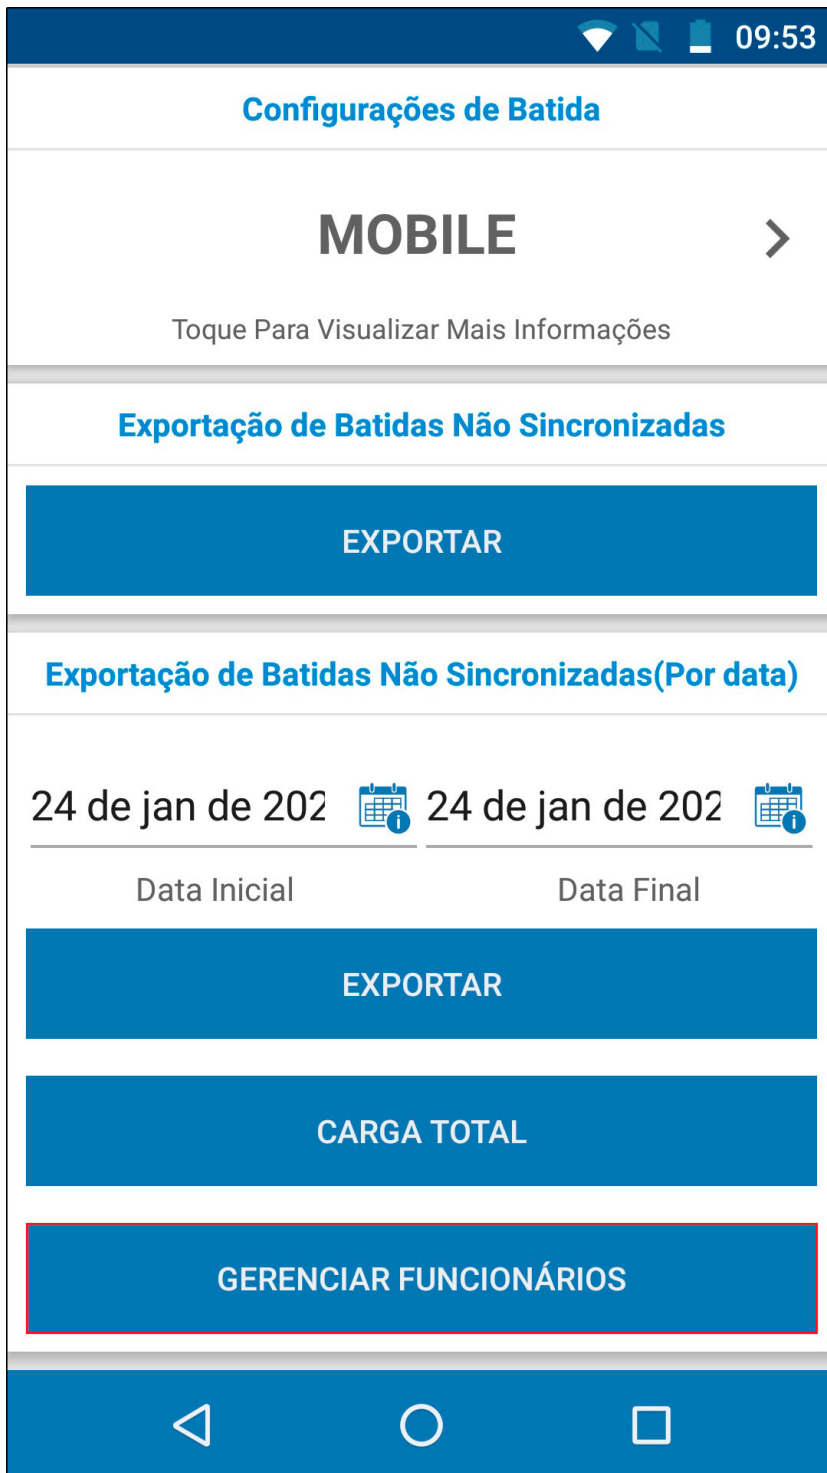 09:53
Configurações de Batida
MOBILE
Toque Para Visualizar Mais Informações
Exportação de Batidas Não Sincronizadas
EXPORTAR
Exportação de Batidas Não Sincronizadas(Por data)
24 de jan de 202 24 de jan de 202
Data Inicial Data Final
EXPORTAR
CARGA TOTAL
GERENCIAR FUNCIONÁRIOS